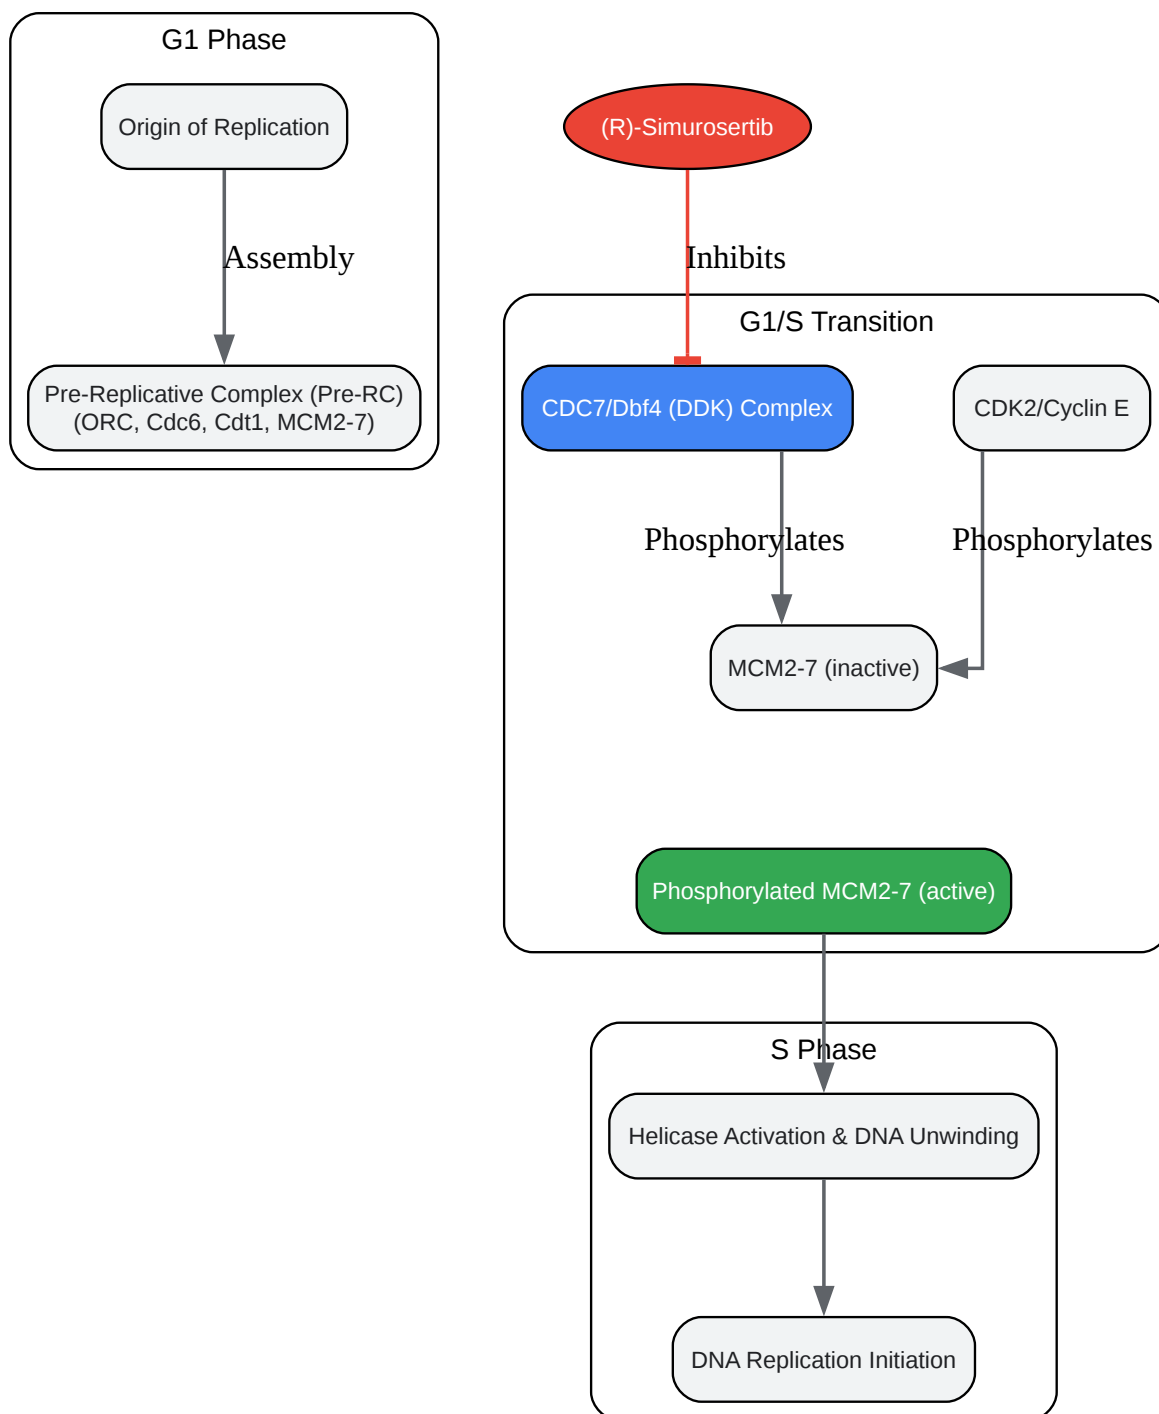 G1 Phase
Origin of Replication
Assembly
Pre-Replicative Complex (Pre-RC)
(ORC, Cdc6, Cdt1, MCM2-7)
(R)-Simurosertib
Inhibits
G1/S Transition
CDC7/Dbf4 (DDK) Complex
CDK2/Cyclin E
Phosphorylates
Phosphorylates
MCM2-7 (inactive)
Phosphorylated MCM2-7 (active)
S Phase
Helicase Activation & DNA Unwinding
DNA Replication Initiation